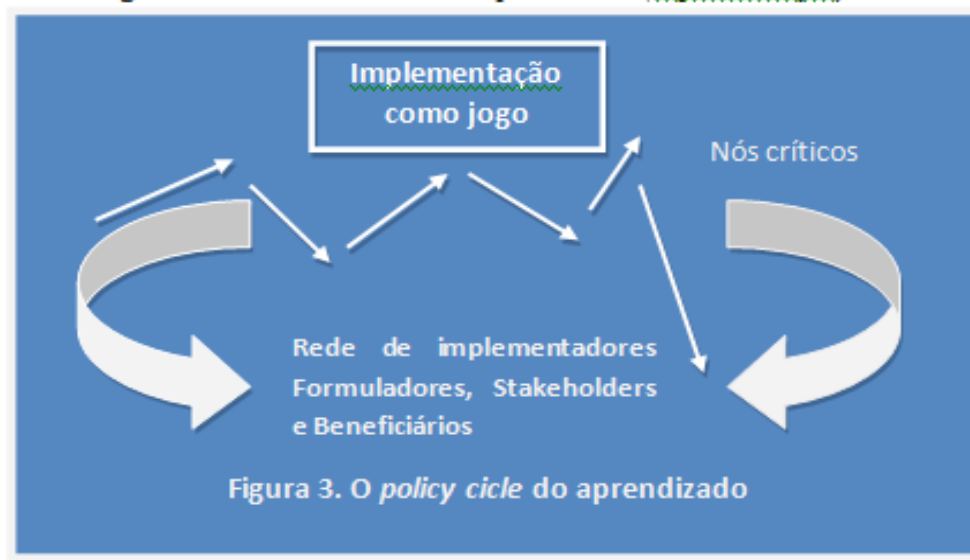 Implementação
como jogo
Nós críticos
Rede de implementadores
Formuladores, Stakeholders
e Beneficiários
Figura 3. O policy cicle do aprendizado